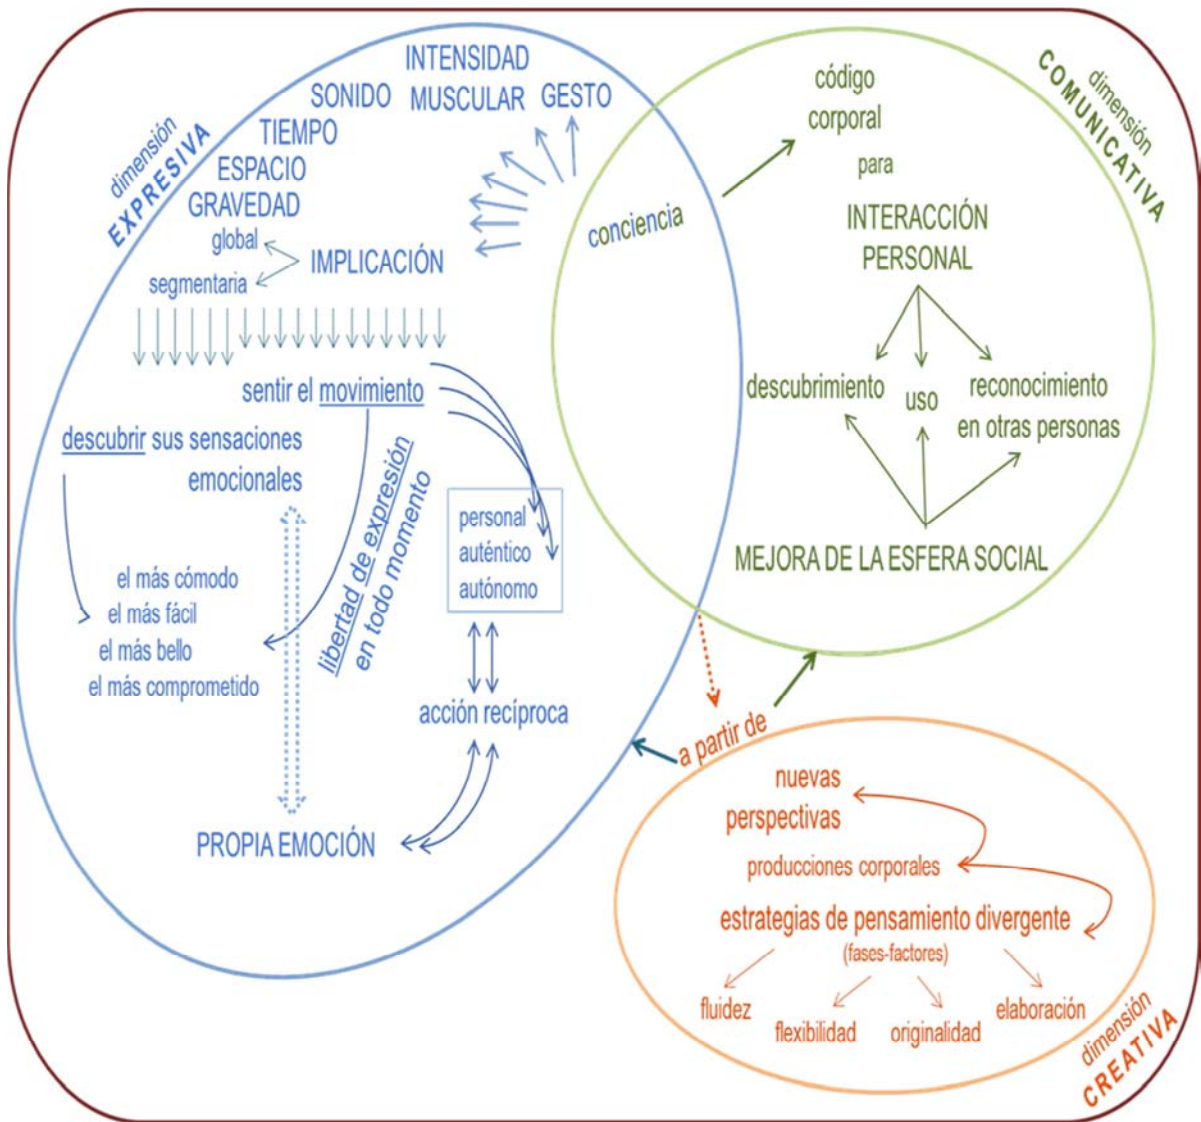 dimensión
EXPRESIVA
INTENSIDAD
MUSCULAR
SONIDO
GESTO
TIEMPO
ESPACIO
GRAVEDAD
global
segmentaria
IMPLICACIÓN
sentir el movimiento
descubrir sus sensaciones
emocionales
libertad de expresión
en todo momento
personal
auténtico
autónomo
el más cómodo
el más fácil
el más bello
el más comprometido
acción recíproca
PROPIA EMOCIÓN
conciencia
dimensión
COMUNICATIVA
código
corporal
para
INTERACCIÓN
PERSONAL
descubrimiento
uso
reconocimiento
en otras personas
MEJORA DE LA ESFERA SOCIAL
a partir de
nuevas
perspectivas
producciones corporales
estrategias de pensamiento divergente
(fases-factores)
fluidez
flexibilidad
originalidad
elaboración
dimensión
CREATIVA